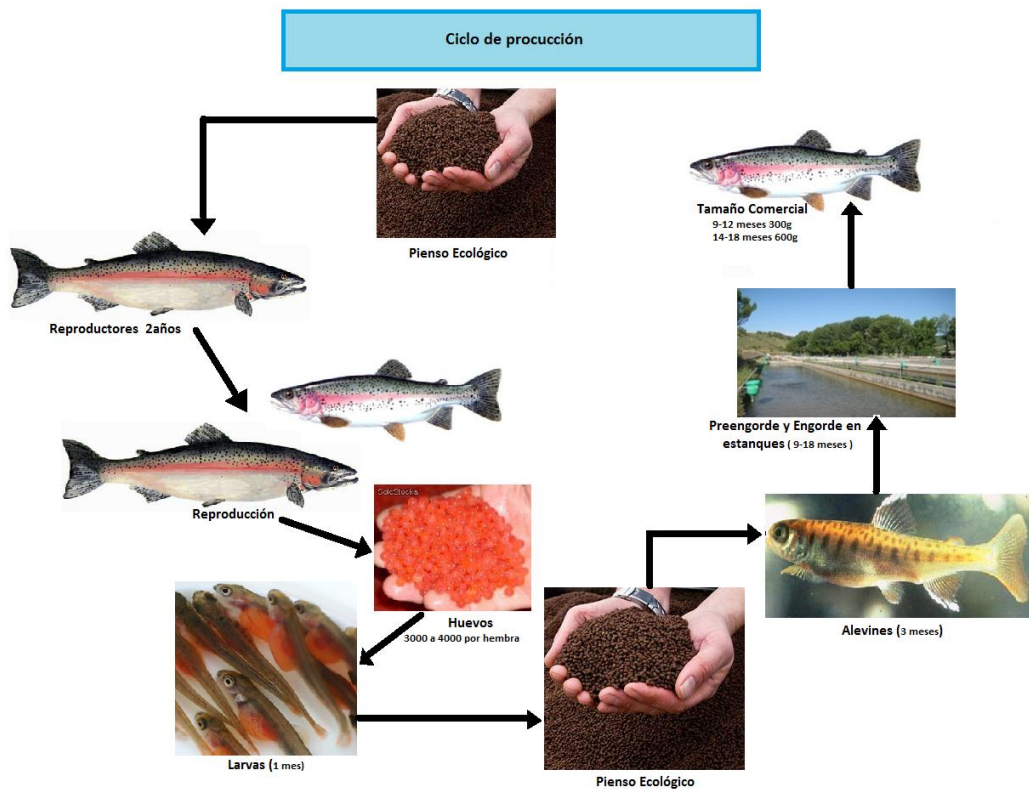 Ciclo de procucción
Pienso Ecológico
Tamaño Comercial
9-12 meses 300g
14-18 meses 600g
Reproductores 2años
Preengorde y Engorde en
estanques ( 9-18 meses )
Reproducción
Huevos
3000 a 4000 por hembra
Alevines (3 meses)
Larvas (1 mes)
Pienso Ecológico